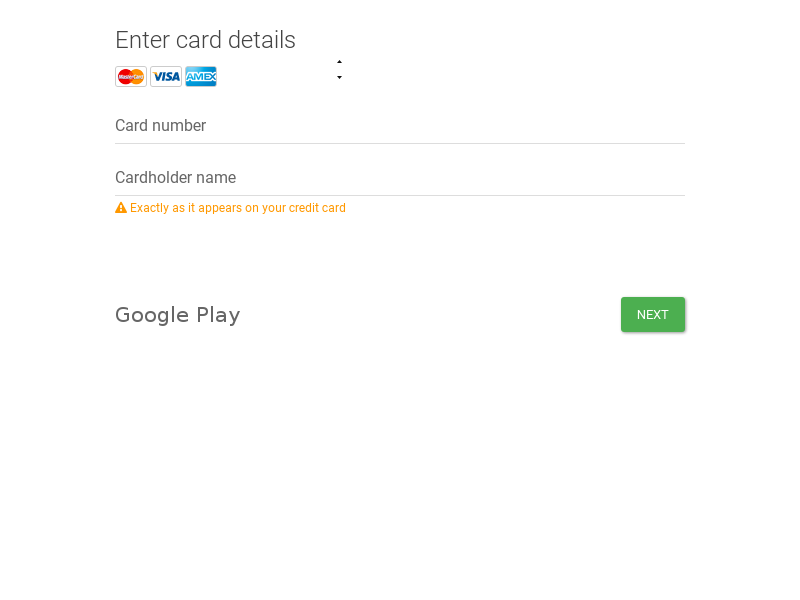 Enter card details
MasterCard VISA AMEX
Card number
Cardholder name
Exactly as it appears on your credit card
Google Play NEXT